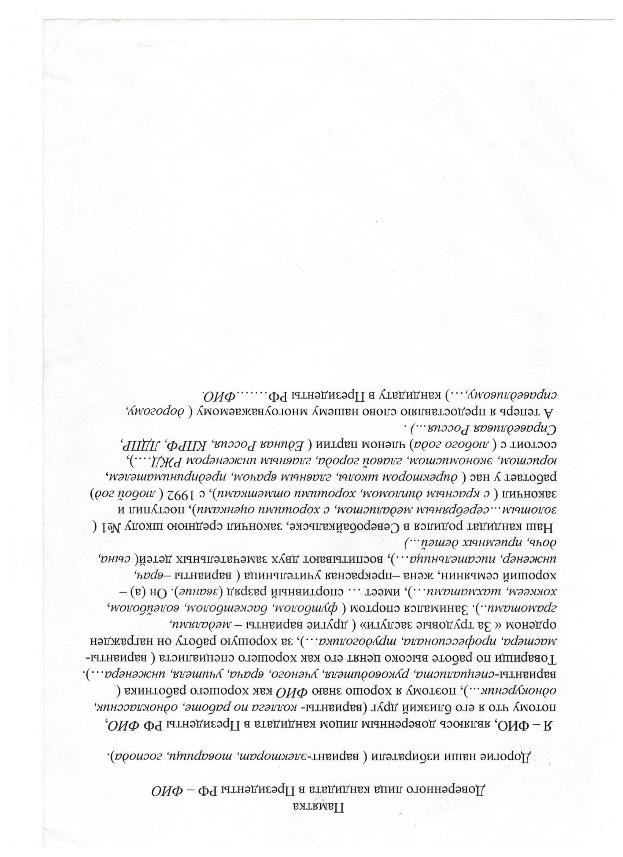 Памятка
Доверенного лица кандидата в Президенты РФ – ФИО
Дорогие наши избиратели ( вариант-электорат, товарищи, господа).
Я – ФИО, являюсь доверенным лицом кандидата в Президенты РФ ФИО,
потому что я его близкий друг (варианты- коллега по работе, одноклассник,
однокурсник…), поэтому я хорошо знаю ФИО как хорошего работника (
варианты-специалиста, руководителя, ученого, врача, учителя, инженера…).
Товарищи по работе высоко ценят его как хорошего специалиста ( варианты-
мастера, профессионала, трудоголика…), за хорошую работу он награжден
орденом « За трудовые заслуги» ( другие варианты – медалями,
грамотами..). Занимался спортом ( футболом, баскетболом, волейболом,
хоккеем, шахматами…), имеет … спортивный разряд (звание). Он (а) –
хороший семьянин, жена –прекрасная учительница ( варианты –врач,
инженер, писательница…), воспитывают двух замечательных детей( сына,
дочь, приемных детей…)
Наш кандидат родился в Северобайкальске, закончил среднюю школу №1 (
золотым…серебряным медалистом, с хорошими оценками), поступил и
закончил ( с красным дипломом, хорошими отметками), с 1992 ( любой год)
работает у нас ( директором школы, главным врачом, предпринимателем,
юристом, экономистом, главой города, главным инженером РЖД….),
состоит с ( любого года) членом партии ( Единая Россия, КПРФ, ЛДПР,
Справедливая Россия…) .
А теперь я предоставляю слово нашему многоуважаемому ( дорогому,
справедливому,…) кандидату в Президенты РФ…….ФИО.